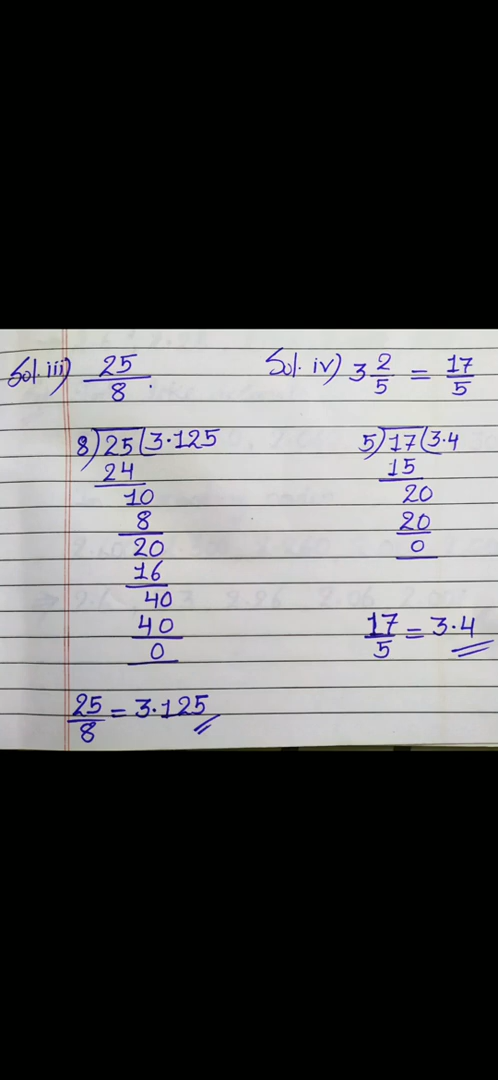 Sol. iii) 25/8.
8) 25 (3.125
24
10
8
20
16
40
40
0
25/8 = 3.125
Sol. iv) 3 2/5 = 17/5
5) 17 (3.4
15
20
20
0
17/5 = 3.4